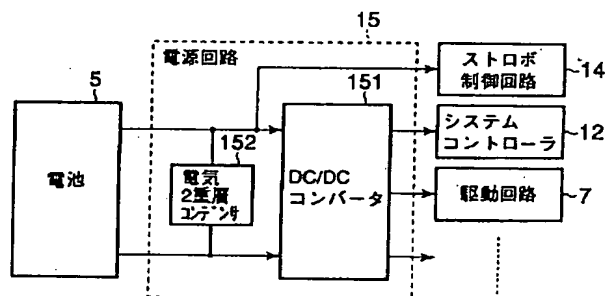 15
電源回路
ストロボ
制御回路
14
5
151
システム
コントローラ
12
152
電池
電気
2重層
コンデンサ
DC/DC
コンバータ
駆動回路
7